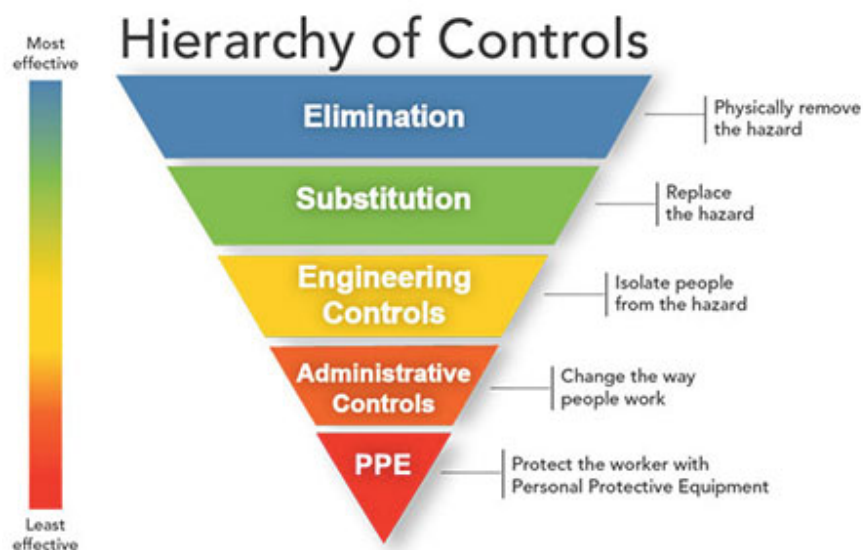 Hierarchy of Controls
Most
effective
Elimination
Physically remove
the hazard
Substitution
Replace
the hazard
Engineering
Controls
Isolate people
from the hazard
Administrative
Controls
Change the way
people work
PPE
Protect the worker with
Personal Protective Equipment
Least
effective